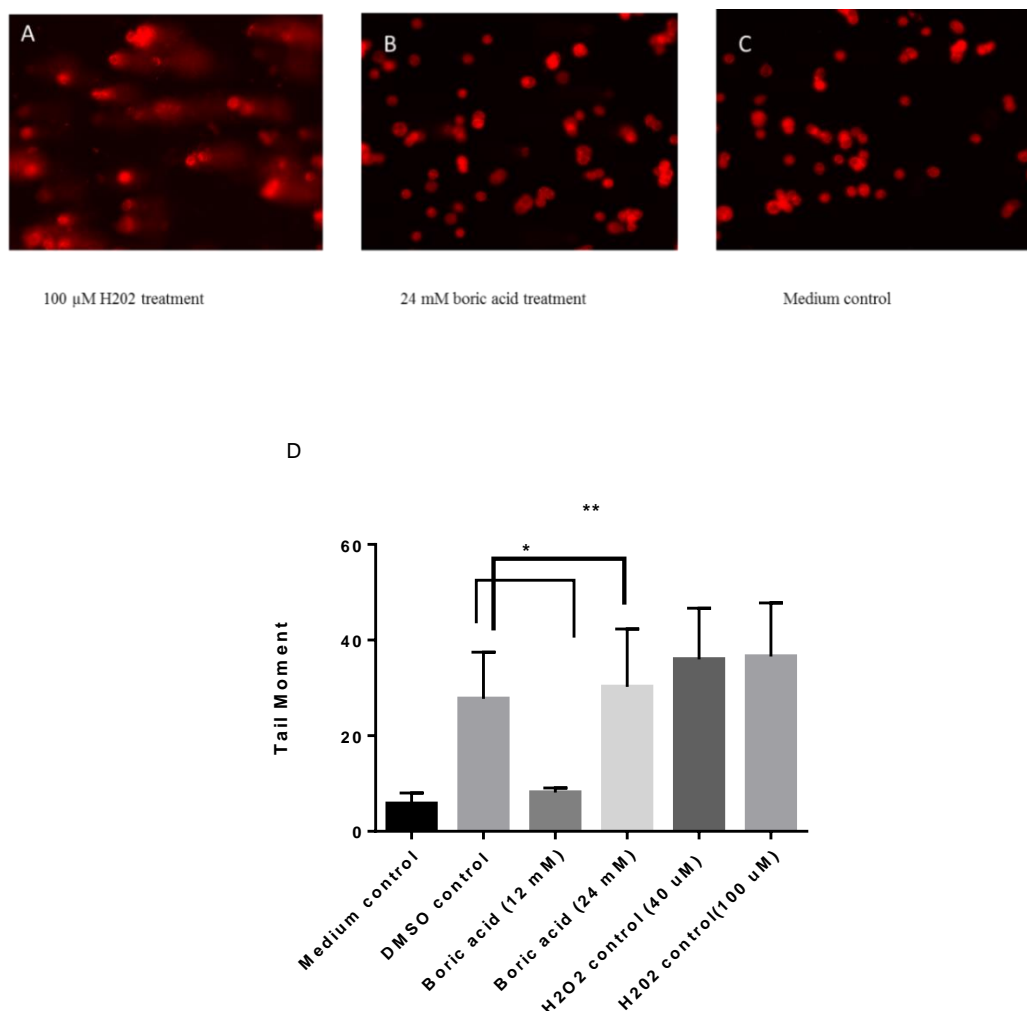 A
B
C
100 µM H202 treatment
24 mM boric acid treatment
Medium control
D
**
*
60
40
20
0
Tail Moment
Medium control
DMSO control
Boric acid (12 mM)
Boric acid (24 mM)
H2O2 control (40 uM)
H202 control(100 uM)